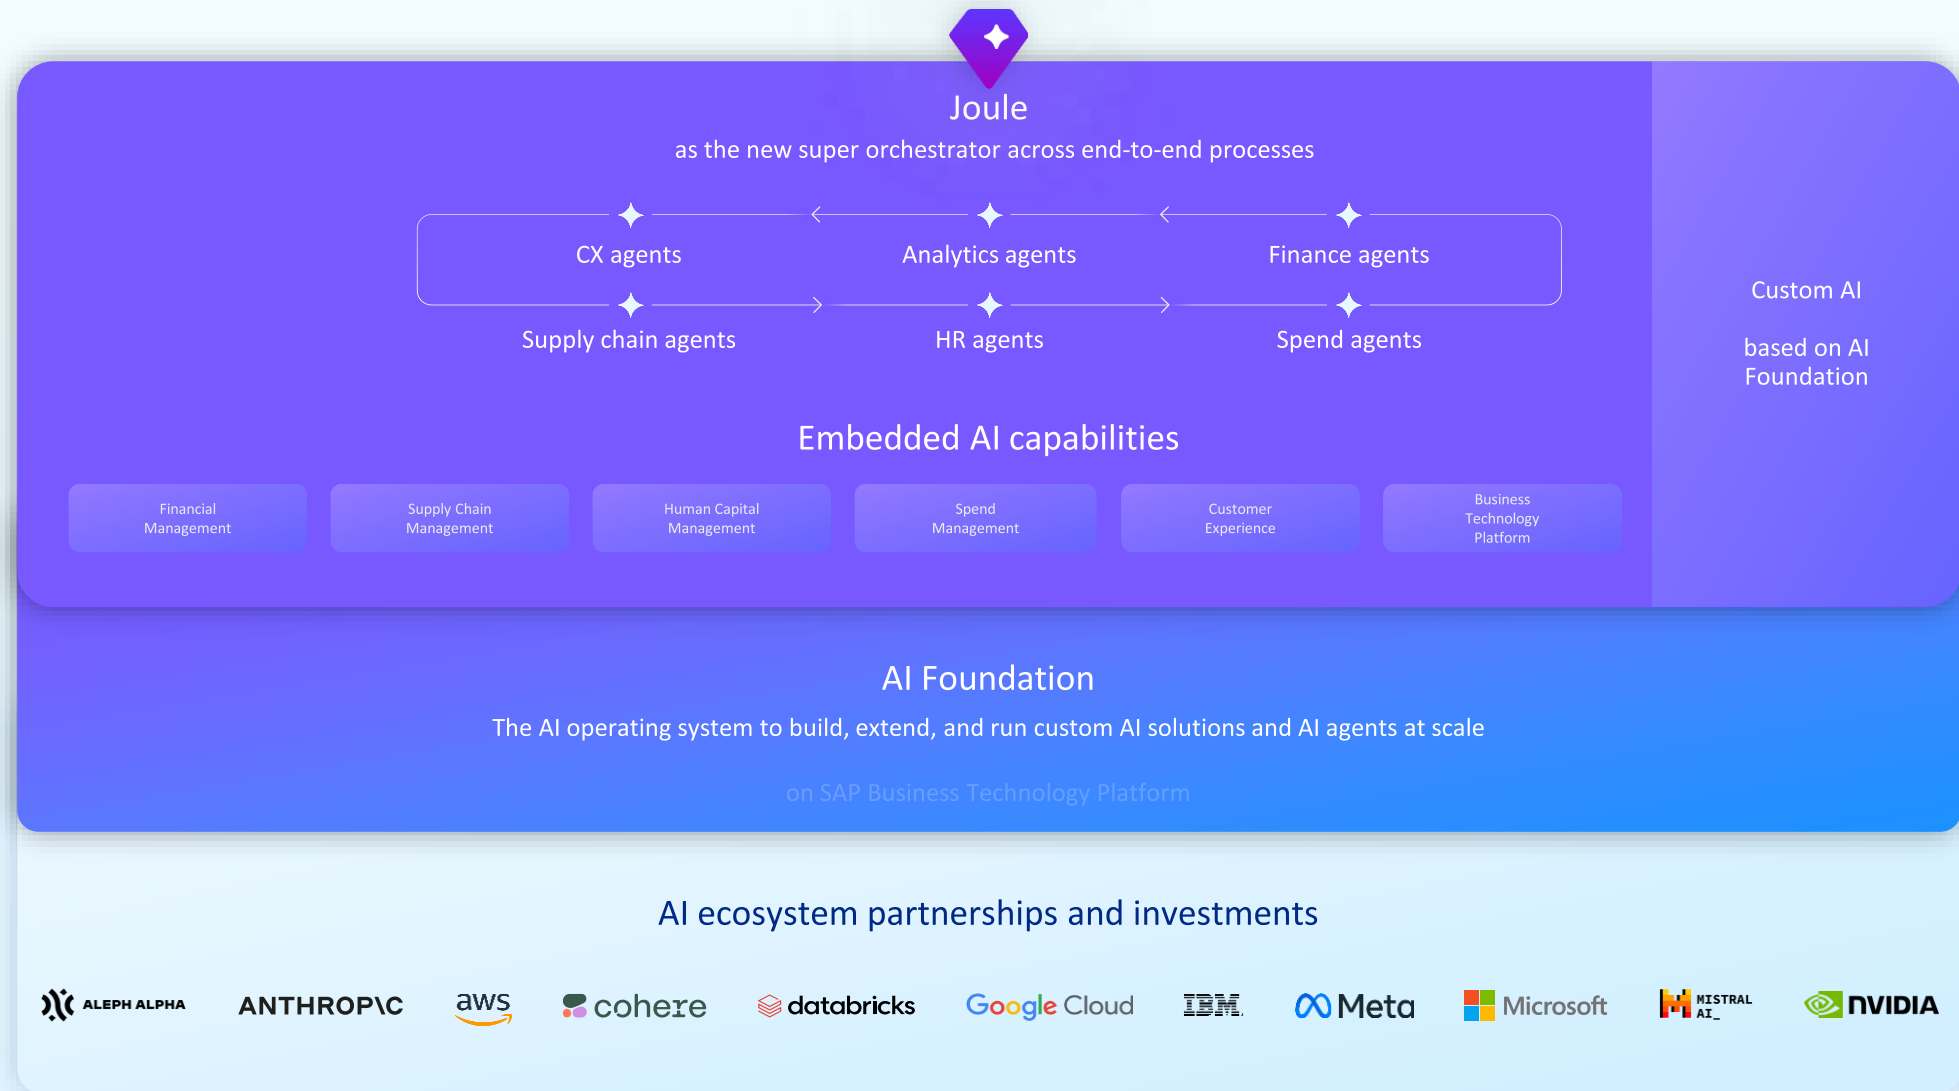 Joule
as the new super orchestrator across end-to-end processes
CX agents
Analytics agents
Finance agents
Supply chain agents
HR agents
Spend agents
Custom AI
based on AI
Foundation
Embedded AI capabilities
Financial
Management
Supply Chain
Management
Human Capital
Management
Spend
Management
Customer
Experience
Business
Technology
Platform
AI Foundation
The AI operating system to build, extend, and run custom AI solutions and AI agents at scale
on SAP Business Technology Platform
AI ecosystem partnerships and investments
ALEPH ALPHA
ANTHROP\C
aws
cohere
databricks
Google Cloud
IBM
Meta
Microsoft
MISTRAL
AI_
NVIDIA